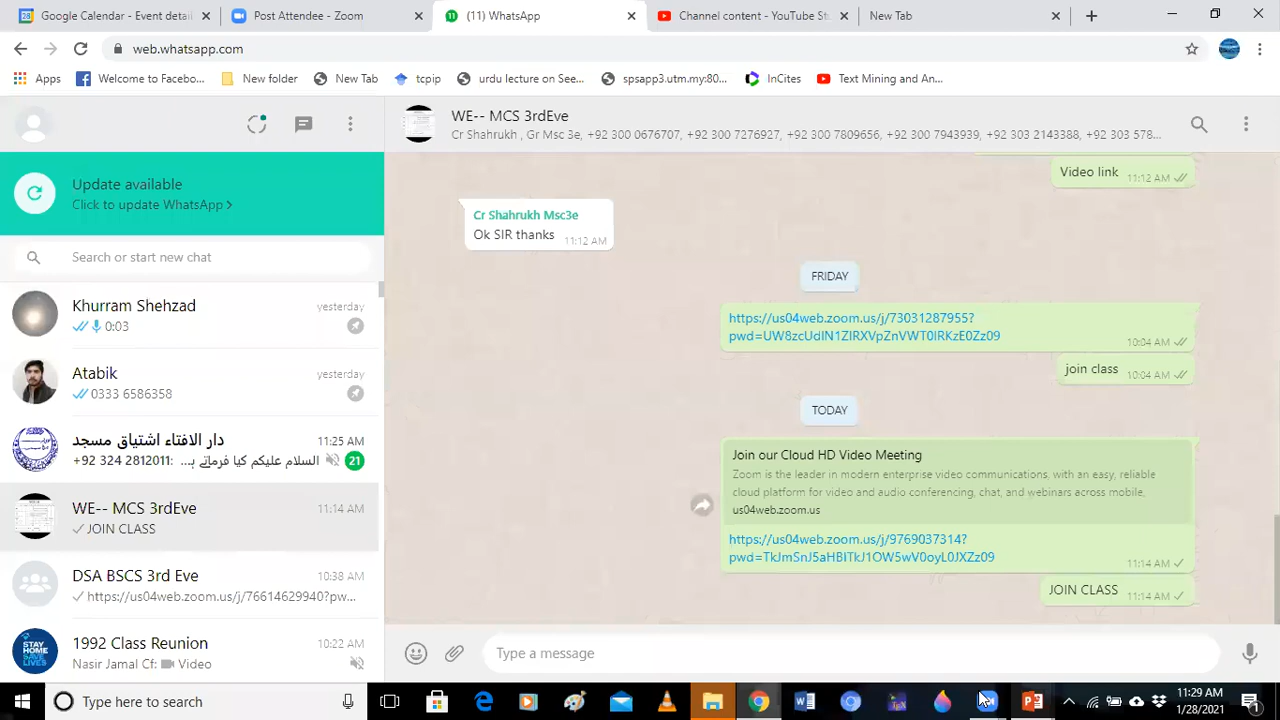 Google Calendar - Event detail
Post Attendee - Zoom
(11) WhatsApp
Channel content - YouTube St
New Tab
web.whatsapp.com
Apps
Welcome to Facebo...
New folder
New Tab
tcpip
urdu lecture on See...
spsapp3.utm.my:80...
InCites
Text Mining and An...
WE-- MCS 3rdEve
Cr Shahrukh , Gr Msc 3e, +92 300 0676707, +92 300 7276927,
+92 300 7943939, +92 303 2143388,
Update available
Click to update WhatsApp >
Search or start new chat
Khurram Shehzad
yesterday
0:03
Atabik
yesterday
0333 6586358
دار الافتاء اشتیاق مسجد
11:25 AM
+92 324 2812011: السلام علیکم کیا فرماتے بـ...
21
WE-- MCS 3rdEve
11:14 AM
JOIN CLASS
DSA BSCS 3rd Eve
10:38 AM
https://us04web.zoom.us/j/76614629940?pw...
STAY HOME SAVE LIVES
1992 Class Reunion
10:22 AM
Nasir Jamal Cf: Video
Video link
11:12 AM
Cr Shahrukh Msc3e
Ok SIR thanks
11:12 AM
FRIDAY
https://us04web.zoom.us/j/73031287955?
pwd=UW8zcUdIN1ZIRXVpZnVWT0lRKzE0Zz09
10:04 AM
join class
10:04 AM
TODAY
Join our Cloud HD Video Meeting
Zoom is the leader in modern enterprise video communications, with an easy, reliable
cloud platform for video and audio conferencing, chat, and webinars across mobile,
us04web.zoom.us
https://us04web.zoom.us/j/9769037314?
pwd=TkJmSnJ5aHBITkJ1OW5wV0oyL0JXZz09
11:14 AM
JOIN CLASS
11:14 AM
Type a message
Type here to search
11:29 AM
1/28/2021